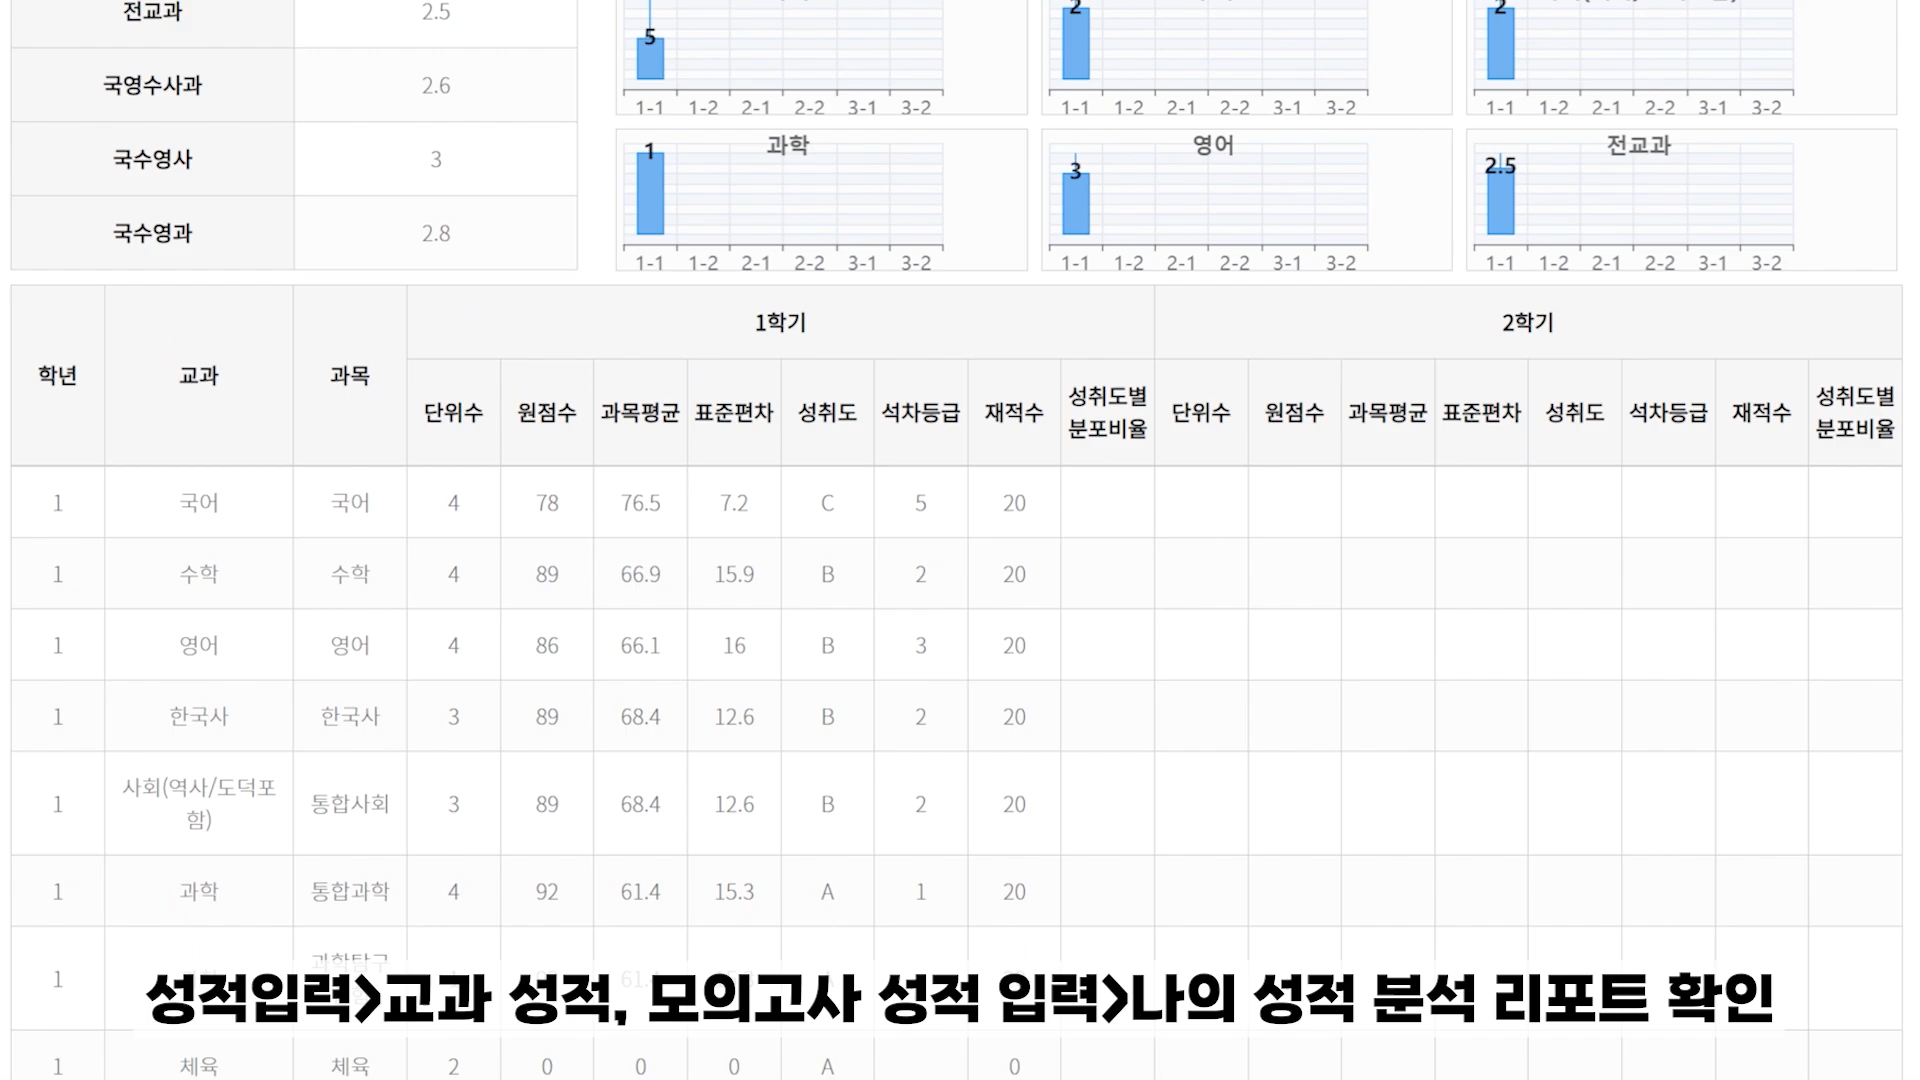 전교과 2.5
국영수사과 2.6
국수영사 3
국수영과 2.8
5
1-1 1-2 2-1 2-2 3-1 3-2
2
1-1 1-2 2-1 2-2 3-1 3-2
2
1-1 1-2 2-1 2-2 3-1 3-2
과학
1
1-1 1-2 2-1 2-2 3-1 3-2
영어
3
1-1 1-2 2-1 2-2 3-1 3-2
전교과
2.5
1-1 1-2 2-1 2-2 3-1 3-2
학년 교과 과목 1학기 2학기
단위수 원점수 과목평균 표준편차 성취도 석차등급 재적수 성취도별 분포비율 단위수 원점수 과목평균 표준편차 성취도 석차등급 재적수 성취도별 분포비율
1 국어 국어 4 78 76.5 7.2 C 5 20
1 수학 수학 4 89 66.9 15.9 B 2 20
1 영어 영어 4 86 66.1 16 B 3 20
1 한국사 한국사 3 89 68.4 12.6 B 2 20
1 사회(역사/도덕포함) 통합사회 3 89 68.4 12.6 B 2 20
1 과학 통합과학 4 92 61.4 15.3 A 1 20
1 과학탐구
성적입력>교과 성적, 모의고사 성적 입력>나의 성적 분석 리포트 확인
1 체육 체육 2 0 0 0 A 0